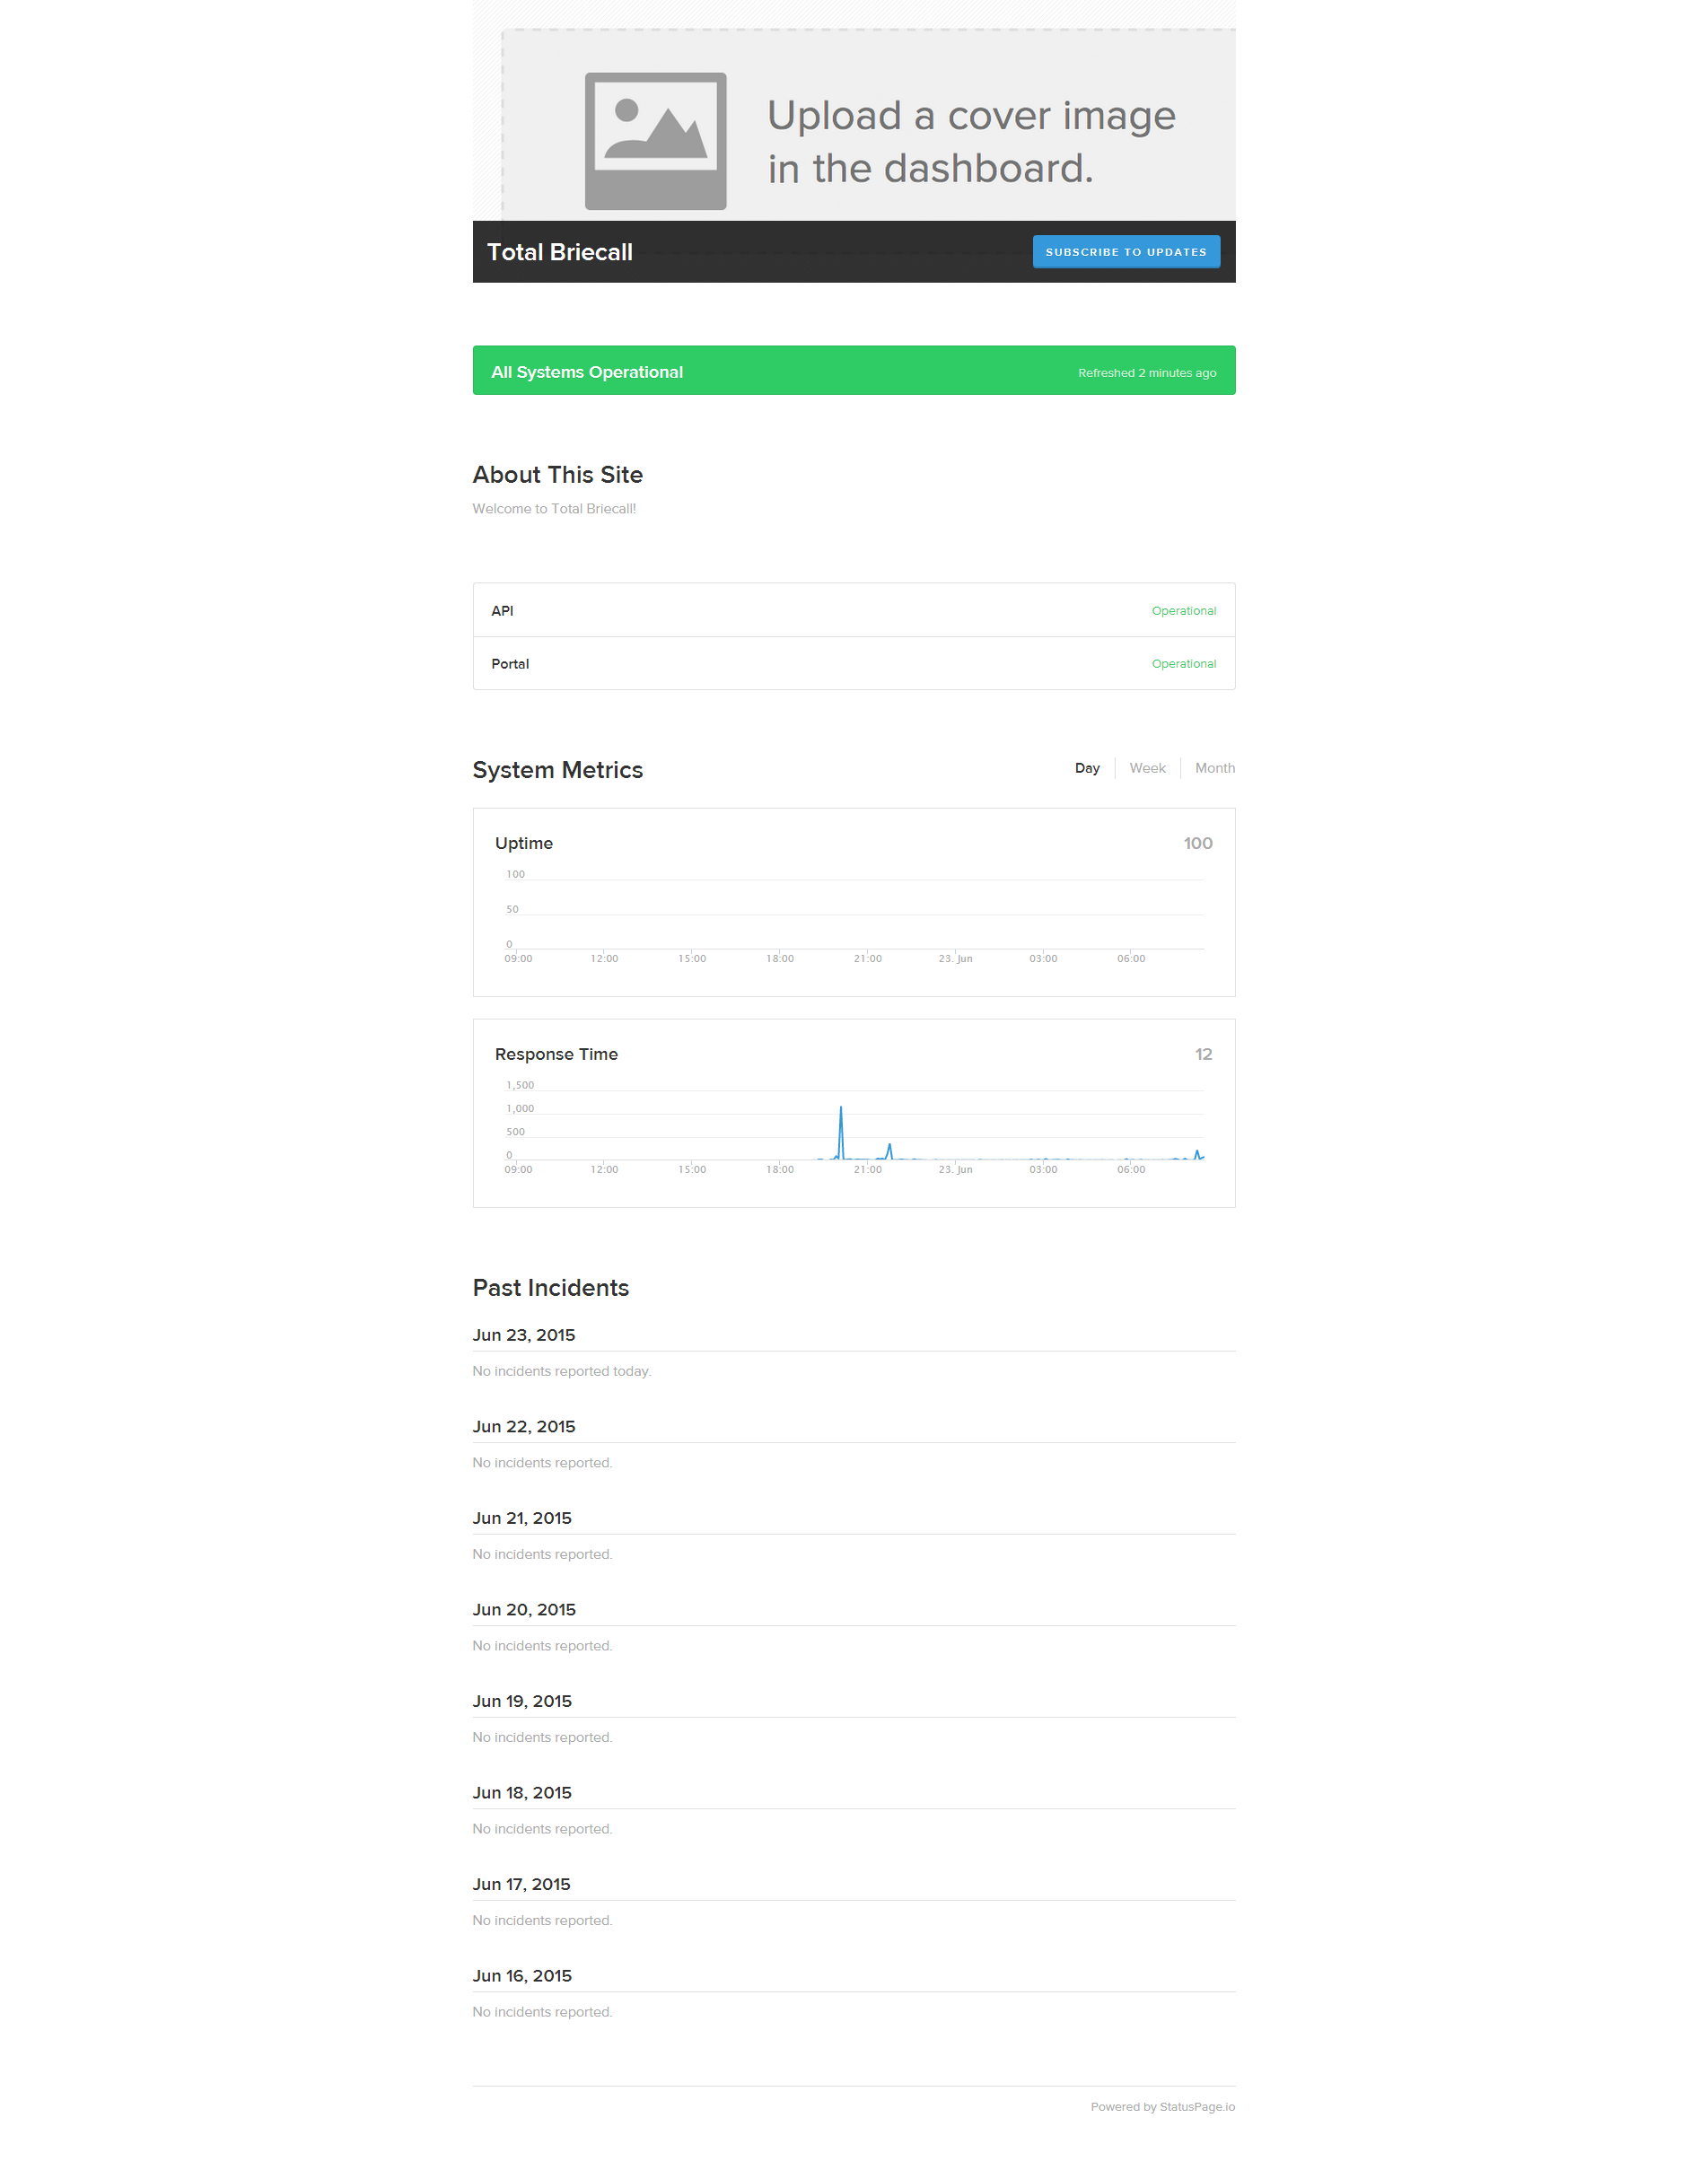 Upload a cover image
in the dashboard.
Total Briecall
SUBSCRIBE TO UPDATES
All Systems Operational
Refreshed 2 minutes ago
About This Site
Welcome to Total Briecall!
API
Operational
Portal
Operational
System Metrics
Day
Week
Month
Uptime
100
100
50
0
09:00 12:00 15:00 18:00 21:00 23. Jun 03:00 06:00
Response Time
12
1,500
1,000
500
0
09:00 12:00 15:00 18:00 21:00 23. Jun 03:00 06:00
Past Incidents
Jun 23, 2015
No incidents reported today.
Jun 22, 2015
No incidents reported.
Jun 21, 2015
No incidents reported.
Jun 20, 2015
No incidents reported.
Jun 19, 2015
No incidents reported.
Jun 18, 2015
No incidents reported.
Jun 17, 2015
No incidents reported.
Jun 16, 2015
No incidents reported.
Powered by StatusPage.io